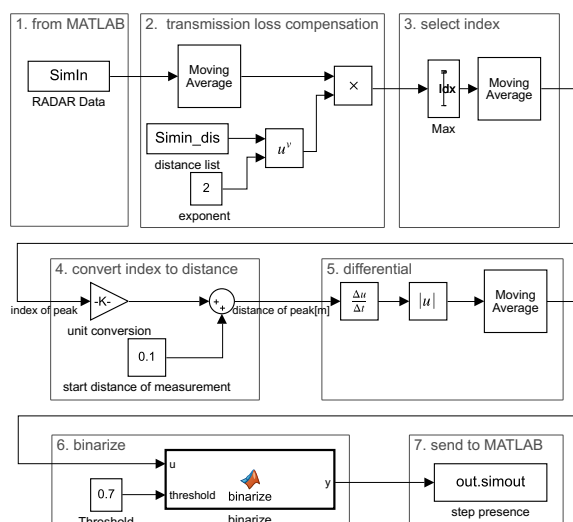 1. from MATLAB
SimIn
RADAR Data
2. transmission loss compensation
Moving
Average
×
Simin_dis
distance list
u^v
2
exponent
3. select index
Idx
Max
Moving
Average
4. convert index to distance
index of peak
-K-
unit conversion
+
+
distance of peak[m]
0.1
start distance of measurement
5. differential
Δu
Δt
|u|
Moving
Average
6. binarize
u
threshold
binarize
y
binarize
0.7
Threshold
7. send to MATLAB
out.simout
step presence